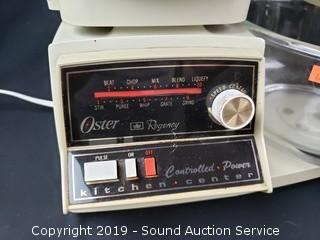 BEAT CHOP MIX BLEND LIQUEFY
STIR PUREE WHIP GRATE GRIND
SPEED CONTROL
Oster Regency
PULSE ON OFF
Controlled · Power
kitchen · center
Copyright 2019 - Sound Auction Service